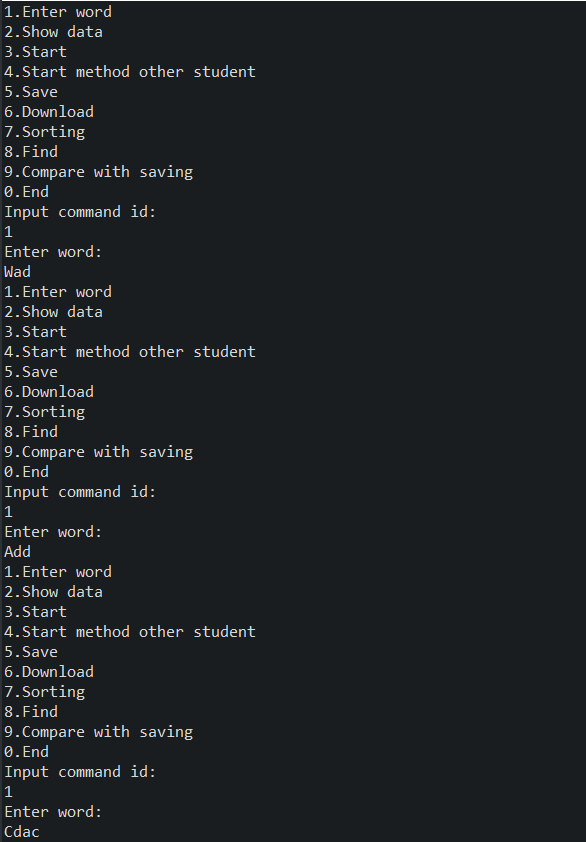 1.Enter word
2.Show data
3.Start
4.Start method other student
5.Save
6.Download
7.Sorting
8.Find
9.Compare with saving
0.End
Input command id:
1
Enter word:
Wad
1.Enter word
2.Show data
3.Start
4.Start method other student
5.Save
6.Download
7.Sorting
8.Find
9.Compare with saving
0.End
Input command id:
1
Enter word:
Add
1.Enter word
2.Show data
3.Start
4.Start method other student
5.Save
6.Download
7.Sorting
8.Find
9.Compare with saving
0.End
Input command id:
1
Enter word:
Cdac